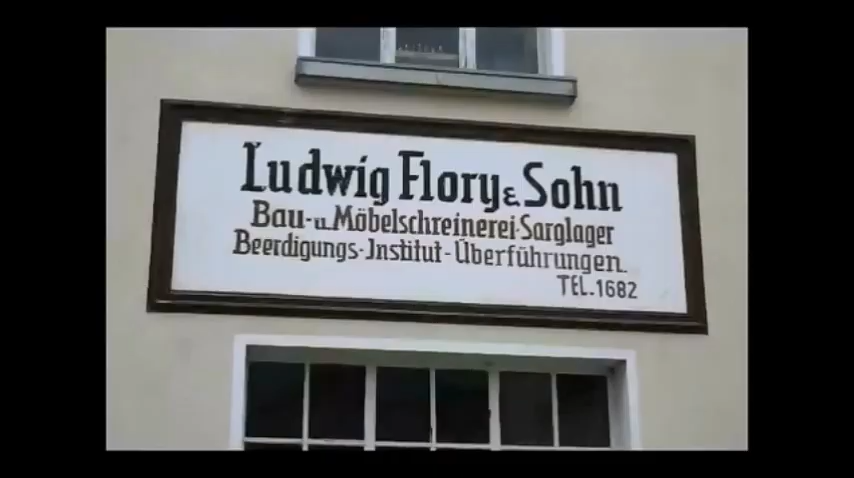 Ludwig Flory & Sohn
Bau- u. Möbelschreinerei · Sarglager
Beerdigungs-Institut - Überführungen.
TEL. 1682